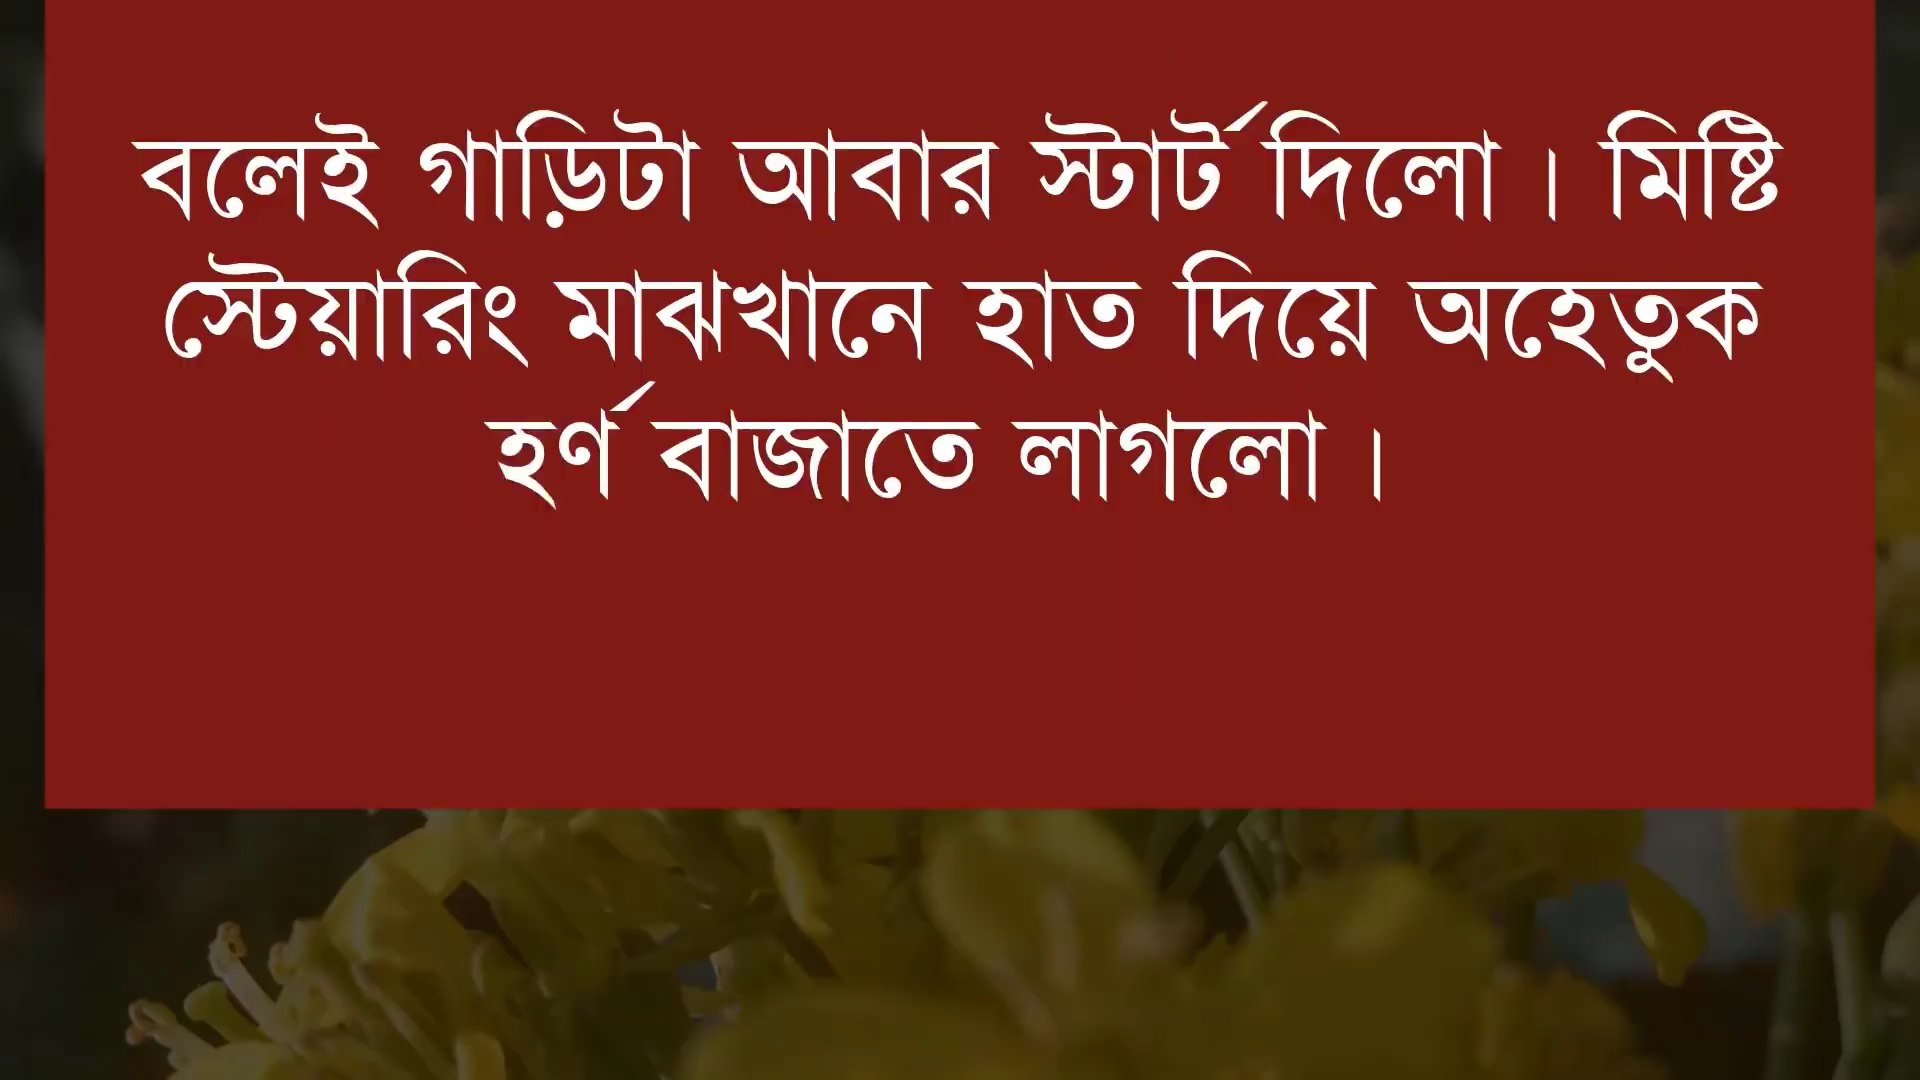 বলেই গাড়িটা আবার স্টার্ট দিলো । মিষ্টি
স্টেয়ারিং মাঝখানে হাত দিয়ে অহেতুক
হর্ণ বাজাতে লাগলো ।